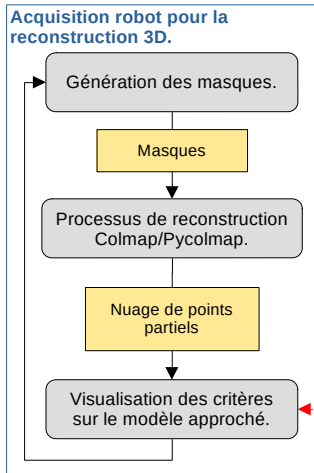 Acquisition robot pour la
reconstruction 3D.
Génération des masques.
Masques
Processus de reconstruction
Colmap/Pycolmap.
Nuage de points
partiels
Visualisation des critères
sur le modèle approché.